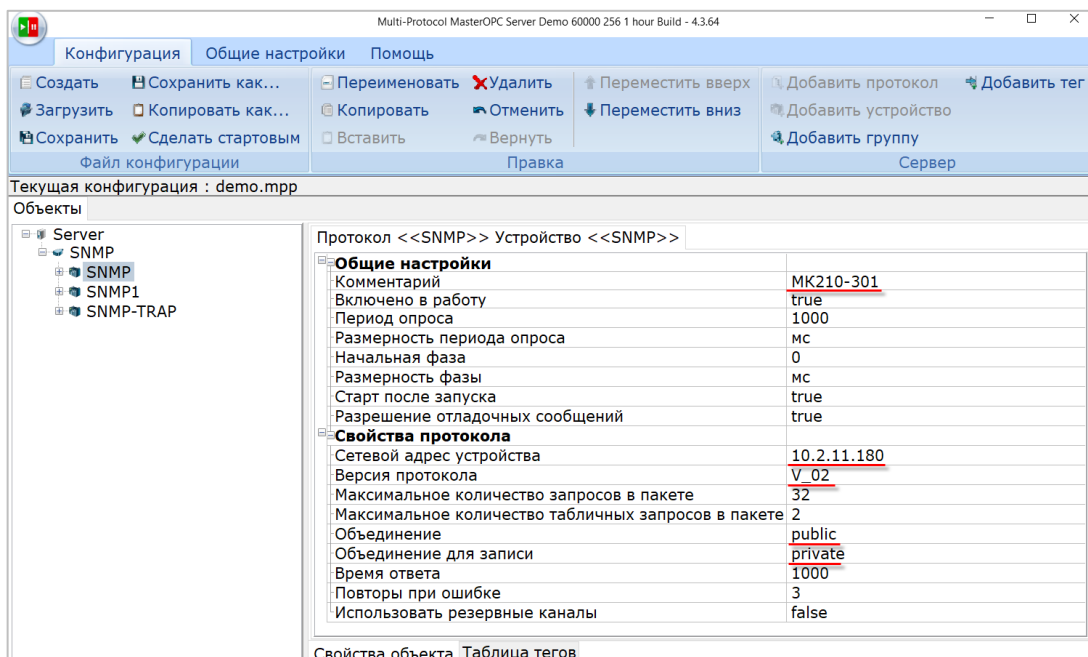 Multi-Protocol MasterOPC Server Demo 60000 256 1 hour Build - 4.3.64
Конфигурация Общие настройки Помощь
Создать Сохранить как... Переименовать Удалить Переместить вверх Добавить протокол Добавить тег
Загрузить Копировать как... Копировать Отменить Переместить вниз Добавить устройство
Сохранить Сделать стартовым Вставить Вернуть Добавить группу
Файл конфигурации Правка Сервер
Текущая конфигурация : demo.mpp
Объекты
Server
SNMP
SNMP
SNMP1
SNMP-TRAP
Протокол <<SNMP>> Устройство <<SNMP>>
Общие настройки
Комментарий МК210-301
Включено в работу true
Период опроса 1000
Размерность периода опроса мс
Начальная фаза 0
Размерность фазы мс
Старт после запуска true
Разрешение отладочных сообщений true
Свойства протокола
Сетевой адрес устройства 10.2.11.180
Версия протокола V_02
Максимальное количество запросов в пакете 32
Максимальное количество табличных запросов в пакете 2
Объединение public
Объединение для записи private
Время ответа 1000
Повторы при ошибке 3
Использовать резервные каналы false
Свойства объекта Таблица тегов